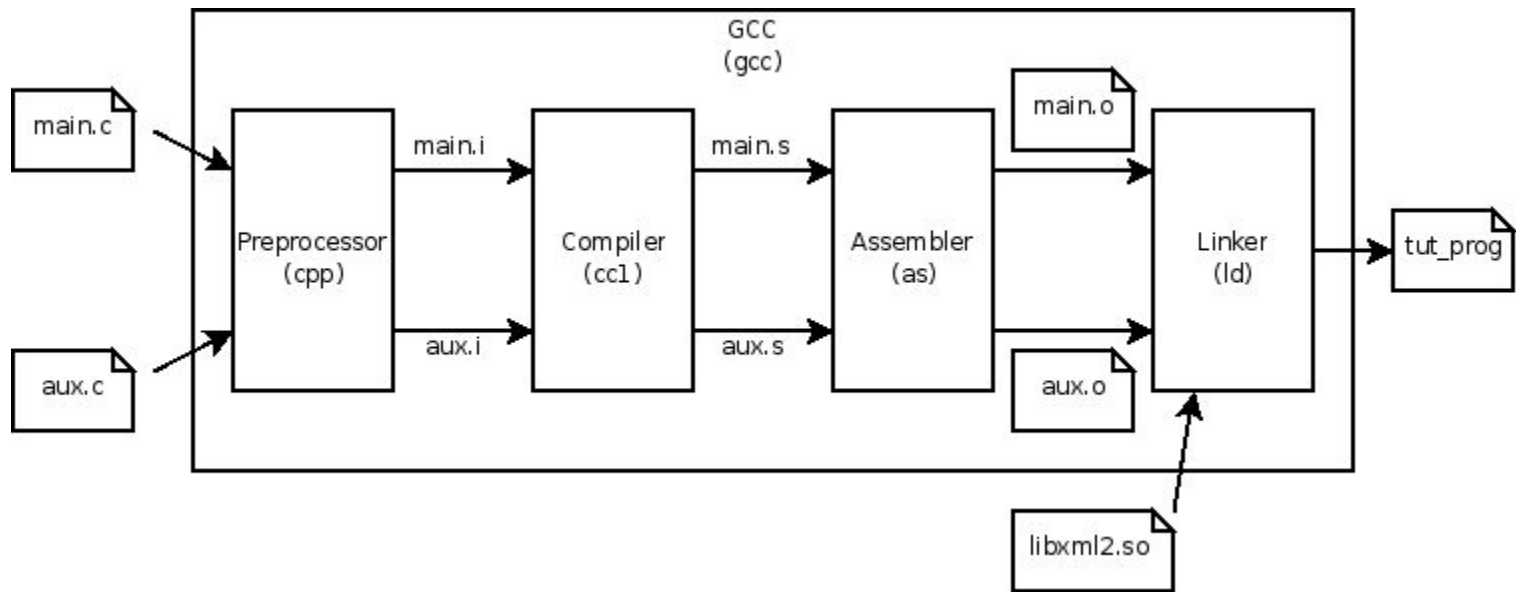 GCC
(gcc)
main.c
aux.c
Preprocessor
(cpp)
main.i
aux.i
Compiler
(cc1)
main.s
aux.s
Assembler
(as)
main.o
aux.o
Linker
(ld)
libxml2.so
tut_prog